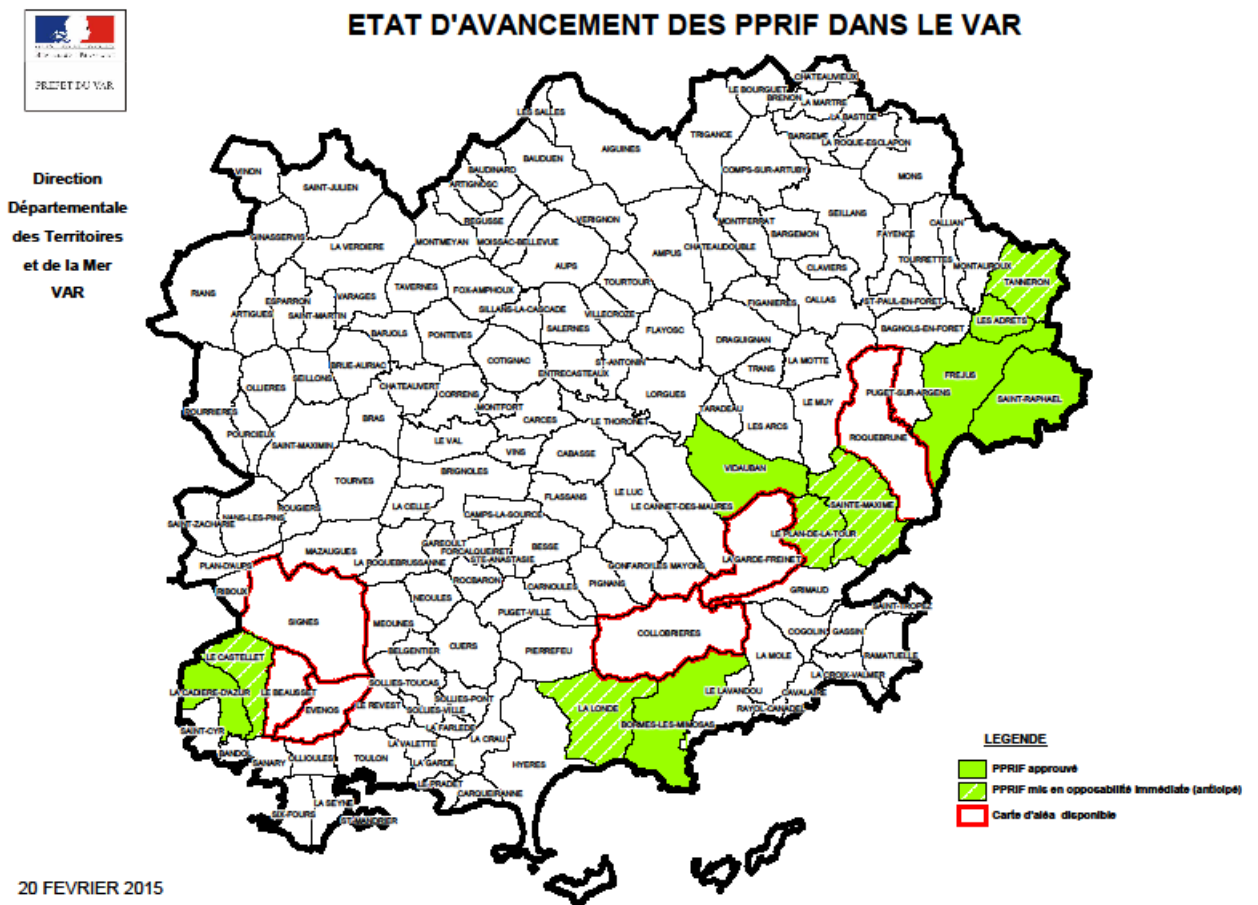 ETAT D'AVANCEMENT DES PPRIF DANS LE VAR
PREFET DU VAR
Direction
Départementale
des Territoires
et de la Mer
VAR
CHATEAUVIEUX
LE BOURGUET
BRENON
LA MARTRE
LES SALLES
LA BASTIDE
TRIGANCE
BARGEME
AIGUINES
LA ROQUE-ESCLAPON
BAUDUEN
VINON
BAUDINARD
COMPS-SUR-ARTUBY
MONS
SAINT-JULIEN
ARTIGNOSC
SEILLANS
REGUSSE
VERIGNON
MONTFERRAT
CALLIAN
GINASSERVIS
LA VERDIERE
MONTMEYAN
MOISSAC-BELLEVUE
CHATEAUDOUBLE
BARGEMON
FAYENCE
AMPUS
TOURRETTES
AUPS
CLAVIERS
MONTAUROUX
TOURTOUR
TANNERON
TAVERNES
FOX-AMPHOUX
RIANS
VARAGES
ESPARRON
FIGANIERES
CALLAS
ST-PAUL-EN-FORET
SILLANS-LA-CASCADE
ARTIGUES
SAINT-MARTIN
VILLECROZE
LES ADRETS
BARJOLS
PONTEVES
SALERNES
FLAYOSC
BAGNOLS-EN-FORET
DRAGUIGNAN
COTIGNAC
ST-ANTONIN
LA MOTTE
BRUE-AURIAC
TRANS
ENTRECASTEAUX
FREJUS
SEILLONS
OLLIERES
CHATEAUVERT
CORRENS
LORGUES
PUGET-SUR-ARGENS
SAINT-RAPHAEL
LE MUY
MONTFORT
TARADEAU
POURRIERES
BRAS
CARCES
LE THORONET
LES ARCS
POURCIEUX
ROQUEBRUNE
SAINT-MAXIMIN
LE VAL
VINS
CABASSE
BRIGNOLES
VIDAUBAN
TOURVES
LE LUC
FLASSANS
ROUGIERS
LA CELLE
LE CANNET-DES-MAURES
SAINTE-MAXIME
CAMPS-LA-SOURCE
NANS-LES-PINS
SAINT-ZACHARIE
LE PLAN-DE-LA-TOUR
GAREOULT
BESSE
MAZAUGUES
FORCALQUEIRET
STE-ANASTASIE
LA GARDE-FREINET
PLAN-D'AUPS
LA ROQUEBRUSSANNE
GONFARON
LES MAYONS
ROCBARON
CARNOULES
PIGNANS
GRIMAUD
RIBOUX
NEOULES
SAINT-TROPEZ
PUGET-VILLE
SIGNES
MEOUNES
COGOLIN
GASSIN
COLLOBRIERES
CUERS
BELGENTIER
PIERREFEU
LA MOLE
RAMATUELLE
LE CASTELLET
LA CROIX-VALMER
SOLLIES-TOUCAS
LA CADIERE-D'AZUR
LE BEAUSSET
LE LAVANDOU
CAVALAIRE
SOLLIES-PONT
LE REVEST
EVENOS
SOLLIES-VILLE
LA LONDE
RAYOL-CANADEL
BORMES-LES-MIMOSAS
LA FARLEDE
SAINT-CYR
LA CRAU
LA VALETTE
BANDOL
OLLIOULES
TOULON
SANARY
LA GARDE
HYERES
LE PRADET
CARQUEIRANNE
LA SEYNE
SIX-FOURS
ST-MANDRIER
LEGENDE
PPRIF approuvé
PPRIF mis en opposabilité immédiate (anticipé)
Carte d'aléa disponible
20 FEVRIER 2015